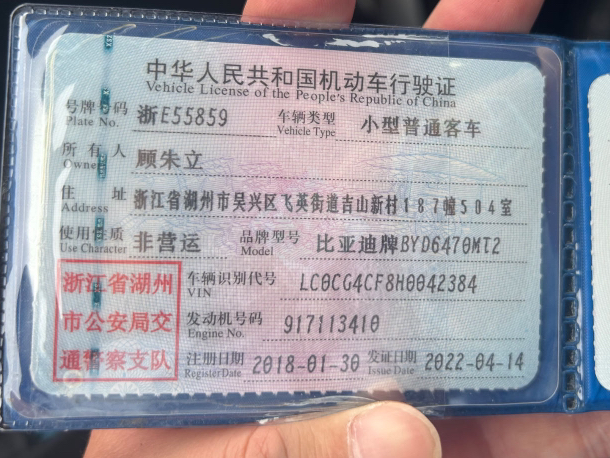 中华人民共和国机动车行驶证
Vehicle License of the People's Republic of China
号牌号码 浙E55859 车辆类型 小型普通客车
Plate No. Vehicle Type
所有人 顾朱立
Owner
住址 浙江省湖州市吴兴区飞英街道吉山新村187幢504室
Address
使用性质 非营运 品牌型号 比亚迪牌BYD6470MT2
Use Character Model
浙江省湖州 车辆识别代号 LC0CG4CF8H0042384
VIN
市公安局交 发动机号码 917113410
Engine No.
通警察支队 注册日期 2018-01-30 发证日期 2022-04-14
Register Date Issue Date